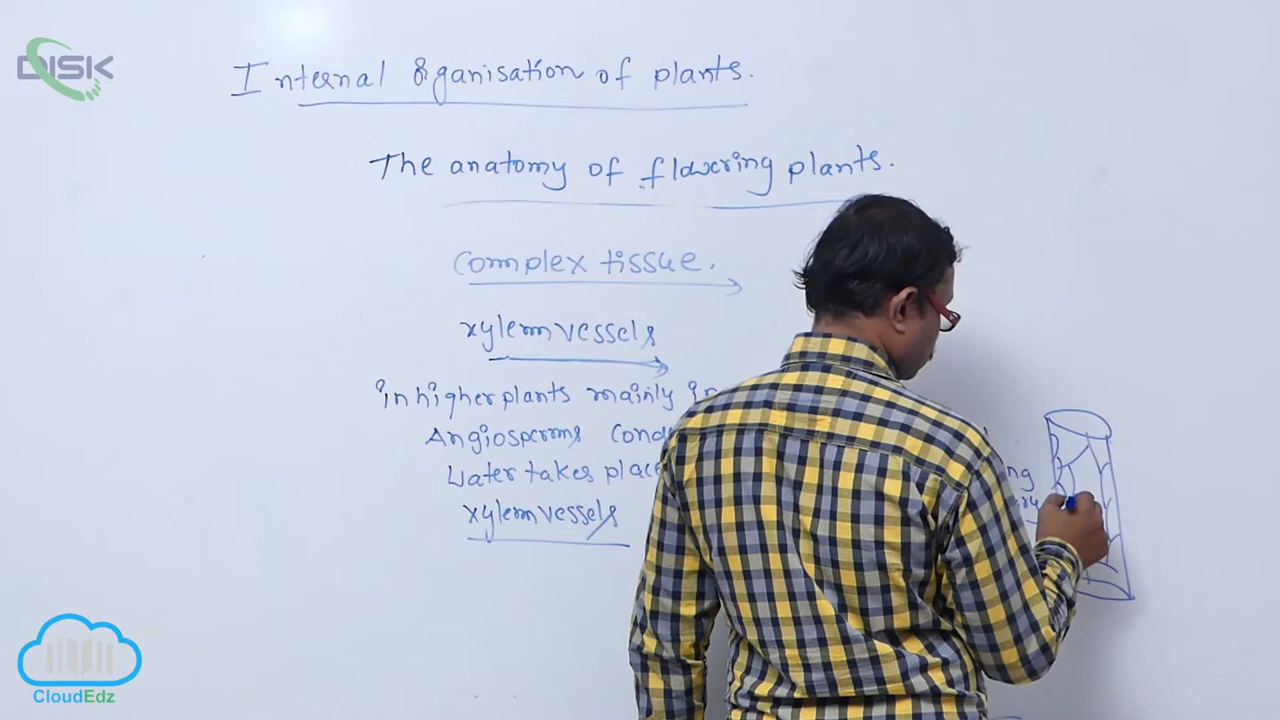 DISK
Internal organisation of plants.
The anatomy of flowering plants.
Complex tissue.
xylem vessels
in higher plants mainly in
Angiosperms
Water takes place
xylem vessels
CloudEdz